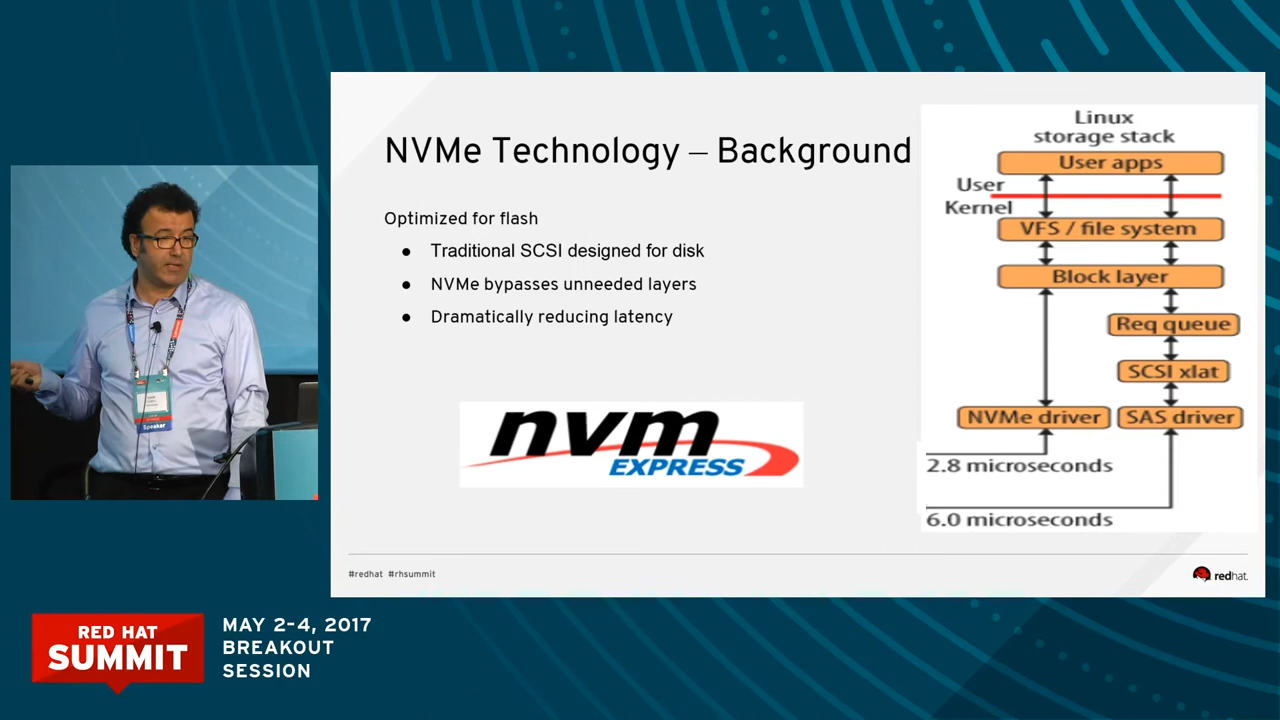 NVMe Technology – Background
Optimized for flash
● Traditional SCSI designed for disk
● NVMe bypasses unneeded layers
● Dramatically reducing latency
nvm
EXPRESS
Linux
storage stack
User apps
User
Kernel
VFS / file system
Block layer
Req queue
SCSI xlat
NVMe driver
SAS driver
2.8 microseconds
6.0 microseconds
#redhat #rhsummit
redhat.
Speaker
RED HAT
SUMMIT
MAY 2-4, 2017
BREAKOUT
SESSION